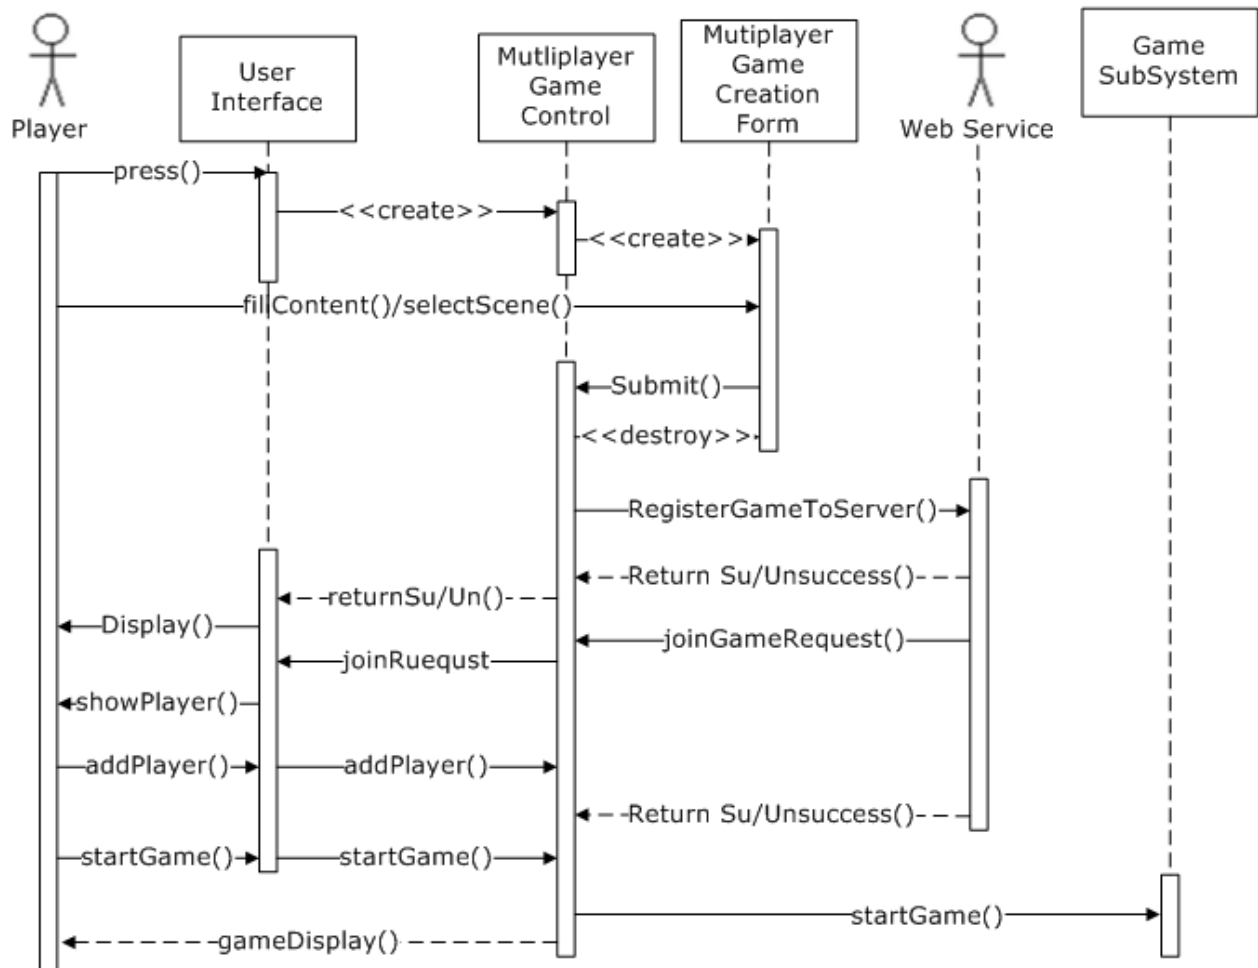 Player
User
Interface
Mutliplayer
Game
Control
Mutiplayer
Game
Creation
Form
Web Service
Game
SubSystem
press()
<<create>>
<<create>>
fillContent()/selectScene()
Submit()
<<destroy>>
RegisterGameToServer()
Return Su/Unsuccess()
returnSu/Un()
Display()
joinGameRequest()
joinRuequst
showPlayer()
addPlayer()
addPlayer()
Return Su/Unsuccess()
startGame()
startGame()
startGame()
gameDisplay()